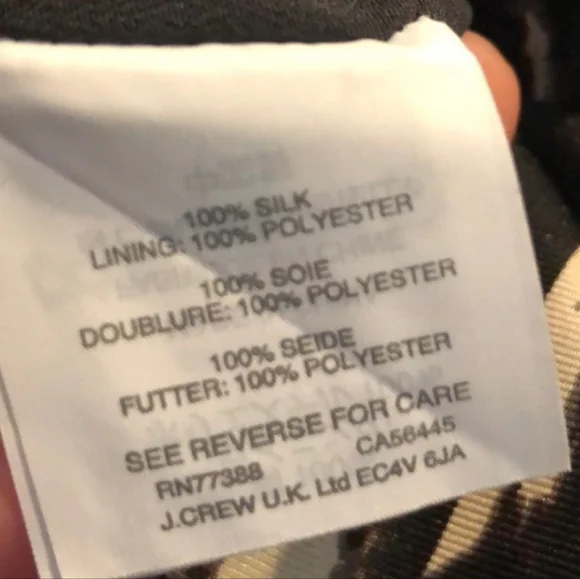 100% SILK
LINING: 100% POLYESTER
100% SOIE
DOUBLURE: 100% POLYESTER
100% SEIDE
FUTTER: 100% POLYESTER
SEE REVERSE FOR CARE
RN77388 CA56445
J.CREW U.K. Ltd EC4V 6JA